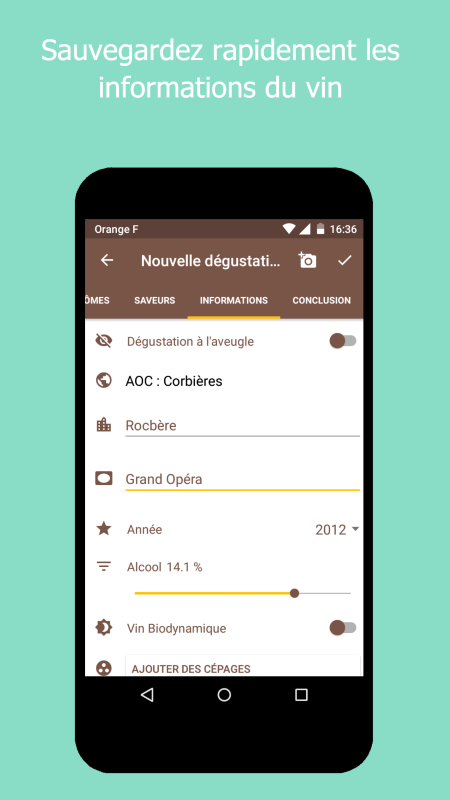 Sauvegardez rapidement les
informations du vin
Orange F 16:36
Nouvelle dégustati...
ÔMES SAVEURS INFORMATIONS CONCLUSION
Dégustation à l'aveugle
AOC : Corbières
Rocbère
Grand Opéra
Année 2012
Alcool 14.1 %
Vin Biodynamique
AJOUTER DES CÉPAGES